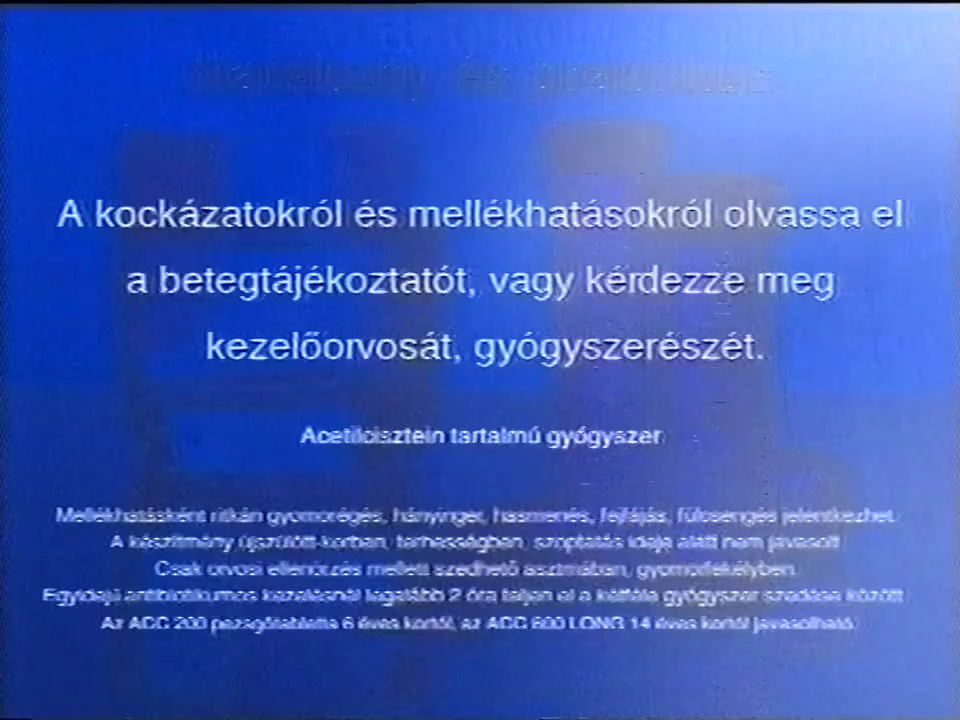 A kockázatokról és mellékhatásokról olvassa el
a betegtájékoztatót, vagy kérdezze meg
kezelőorvosát, gyógyszerészét.
Acetilcisztein tartalmú gyógyszer.
Mellékhatásként ritkán gyomorégés, hányinger, hasmenés, fejfájás, fülcsengés jelentkezhet.
A készítmény újszülött-korban, terhességben, szoptatás ideje alatt nem javasolt.
Csak orvosi ellenőrzés mellett szedhető asztmában, gyomorfekélyben.
Egyidejű antibiotikumos kezelésnél legalább 2 óra teljen el a kétféle gyógyszer szedése között.
Az ACC 200 pezsgőtabletta 6 éves kortól, az ACC 600 LONG 14 éves kortól javasolható.